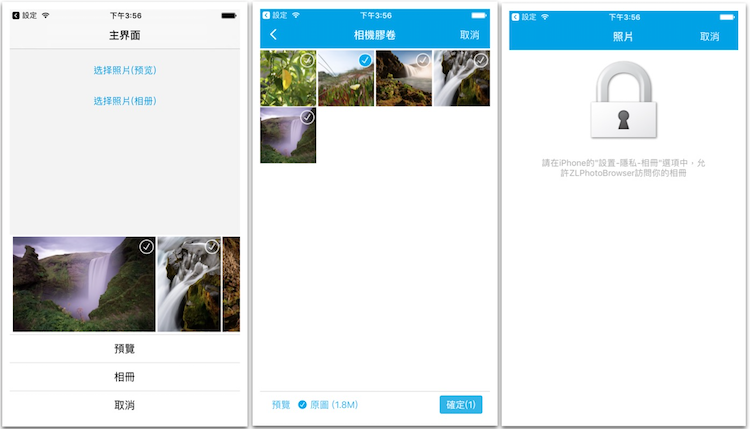 設定
下午3:56
主界面
选择照片(预览)
选择照片(相册)
預覽
相冊
取消
設定
下午3:56
相機膠卷
取消
預覽
原圖 (1.8M)
確定(1)
設定
下午3:56
照片
取消
請在iPhone的"設置-隱私-相冊"選項中，允
許ZLPhotoBrowser訪問你的相冊